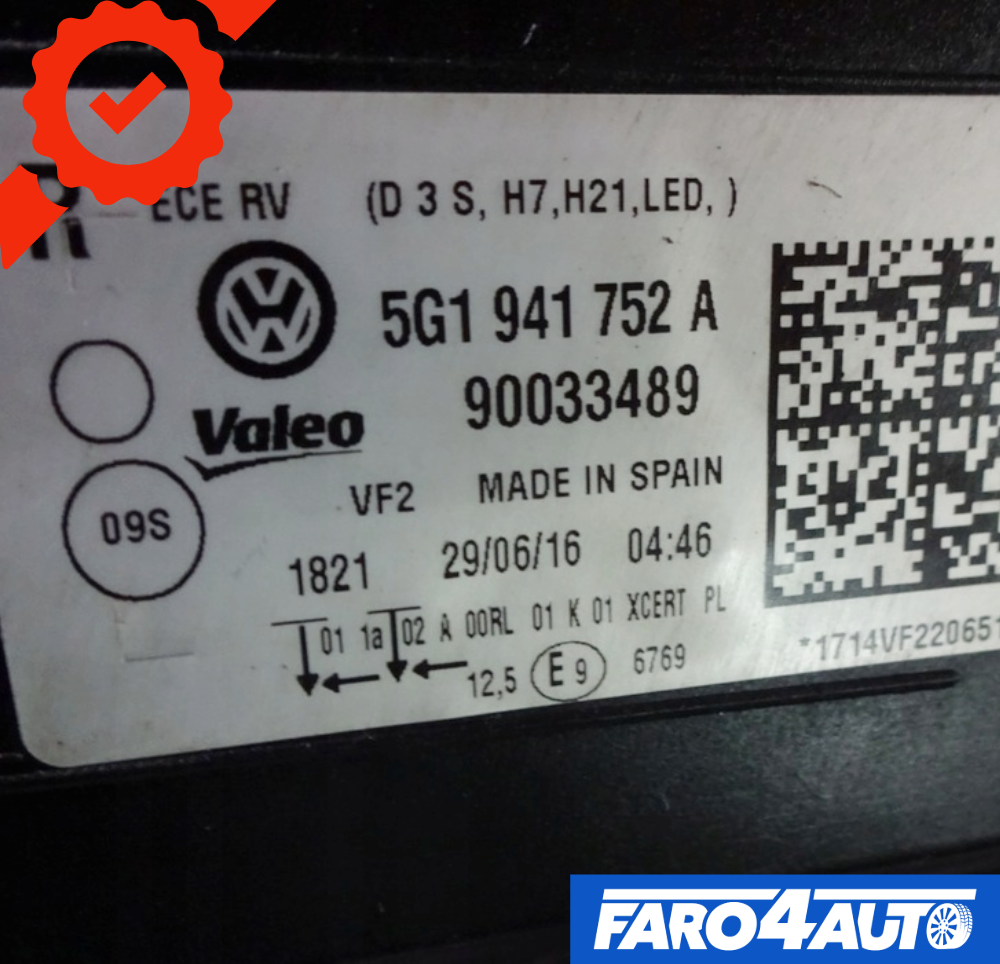 R ECE RV (D 3 S, H7,H21,LED, )
5G1 941 752 A
90033489
Valeo
VF2 MADE IN SPAIN
09S
1821 29/06/16 04:46
01 1a 02 A 00RL 01 K 01 XCERT PL
12,5 E 9 6769
*1714VF220651
FARO4AUTO